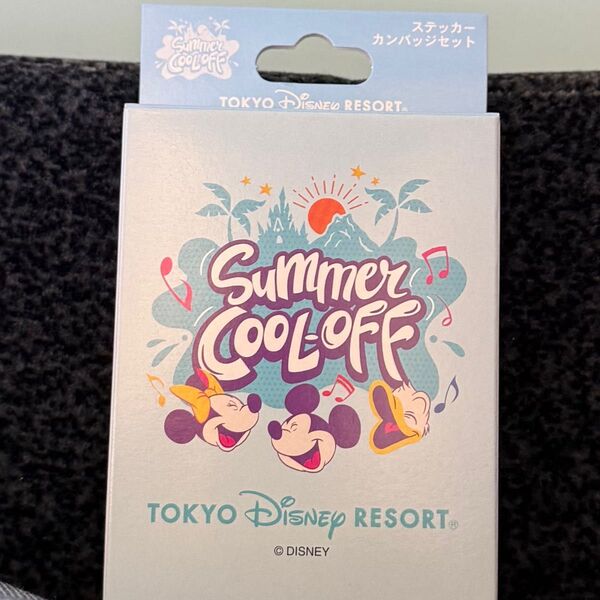 Summer
COOL-OFF
ステッカー
カンバッジセット
TOKYO Disney RESORT®
Summer
COOL-OFF
TOKYO Disney RESORT®
© DISNEY